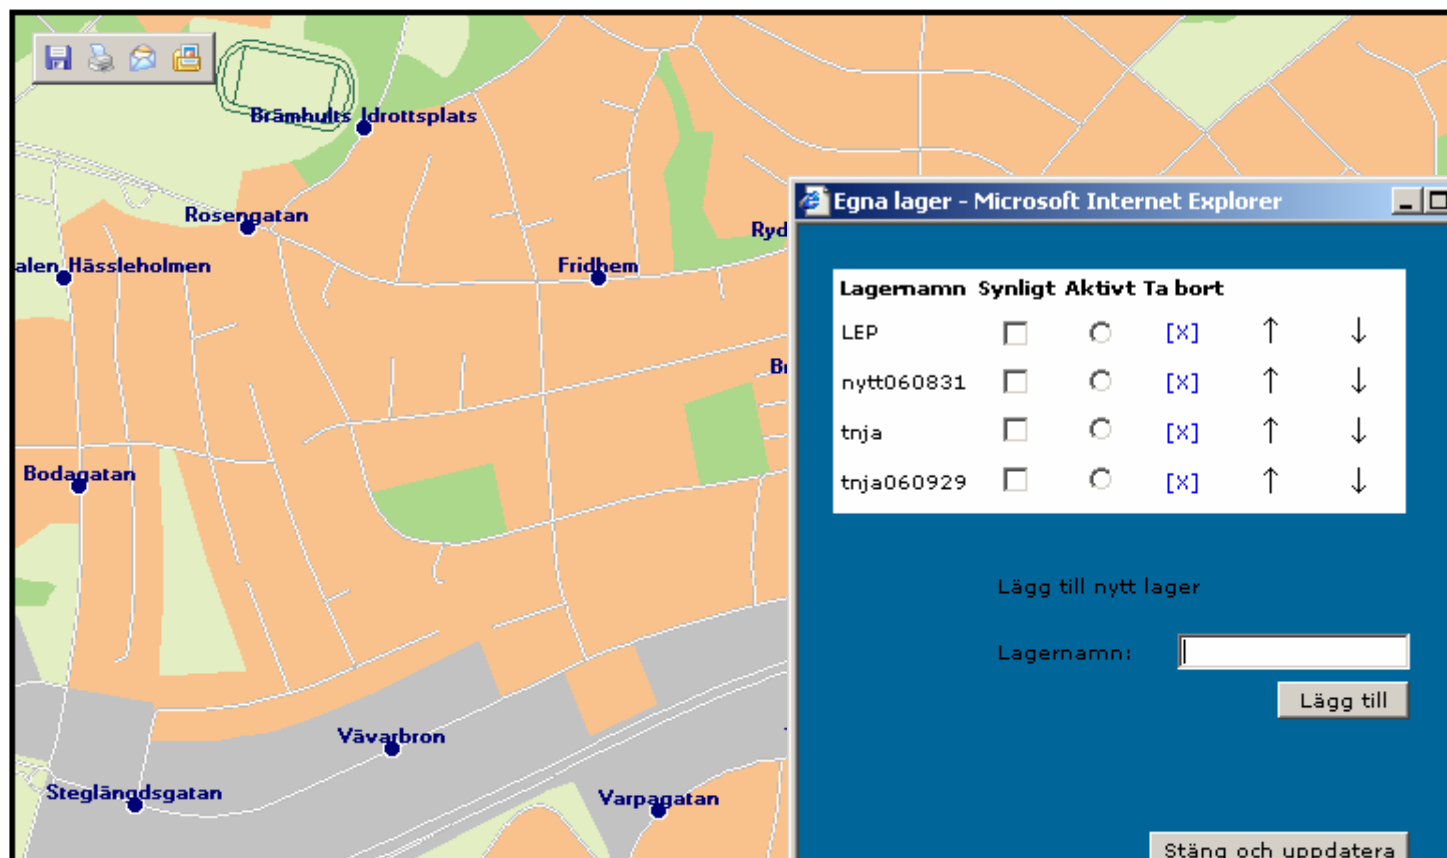 Brämhults Idrottsplats
Rosengatan
alen Hässleholmen
Fridhem
Ryd
Br
Bodagatan
Vävarbron
Steglängdsgatan
Varpagatan
Egna lager - Microsoft Internet Explorer
Lagernamn Synligt Aktivt Ta bort
LEP [X] ↑ ↓
nytt060831 [X] ↑ ↓
tnja [X] ↑ ↓
tnja060929 [X] ↑ ↓
Lägg till nytt lager
Lagernamn:
Lägg till
Stäng och uppdatera